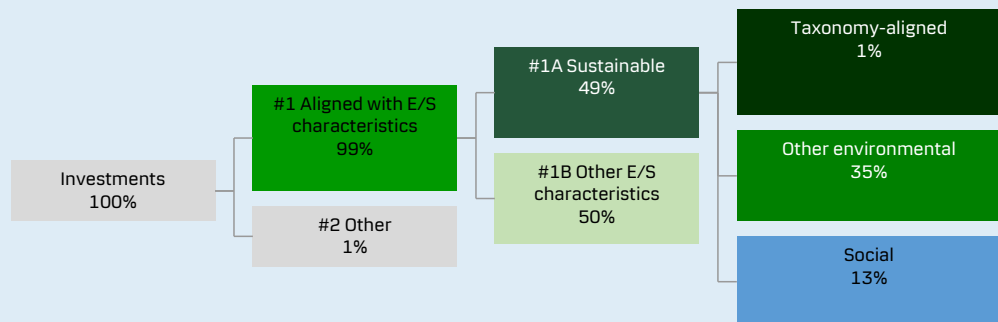 Investments
100%
#1 Aligned with E/S
characteristics
99%
#2 Other
1%
#1A Sustainable
49%
#1B Other E/S
characteristics
50%
Taxonomy-aligned
1%
Other environmental
35%
Social
13%